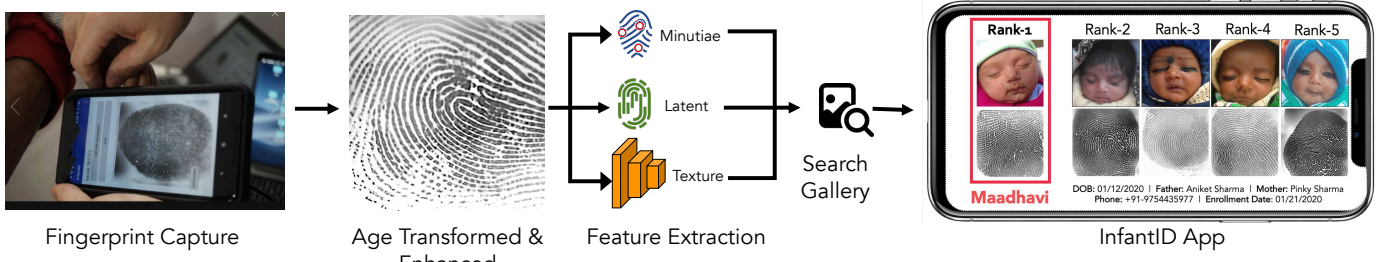 Fingerprint Capture
Age Transformed &
Enhanced
Minutiae
Latent
Texture
Feature Extraction
Search
Gallery
Rank-1
Rank-2
Rank-3
Rank-4
Rank-5
Maadhavi
DOB: 01/12/2020 | Father: Aniket Sharma | Mother: Pinky Sharma
Phone: +91-9754435977 | Enrollment Date: 01/21/2020
InfantID App